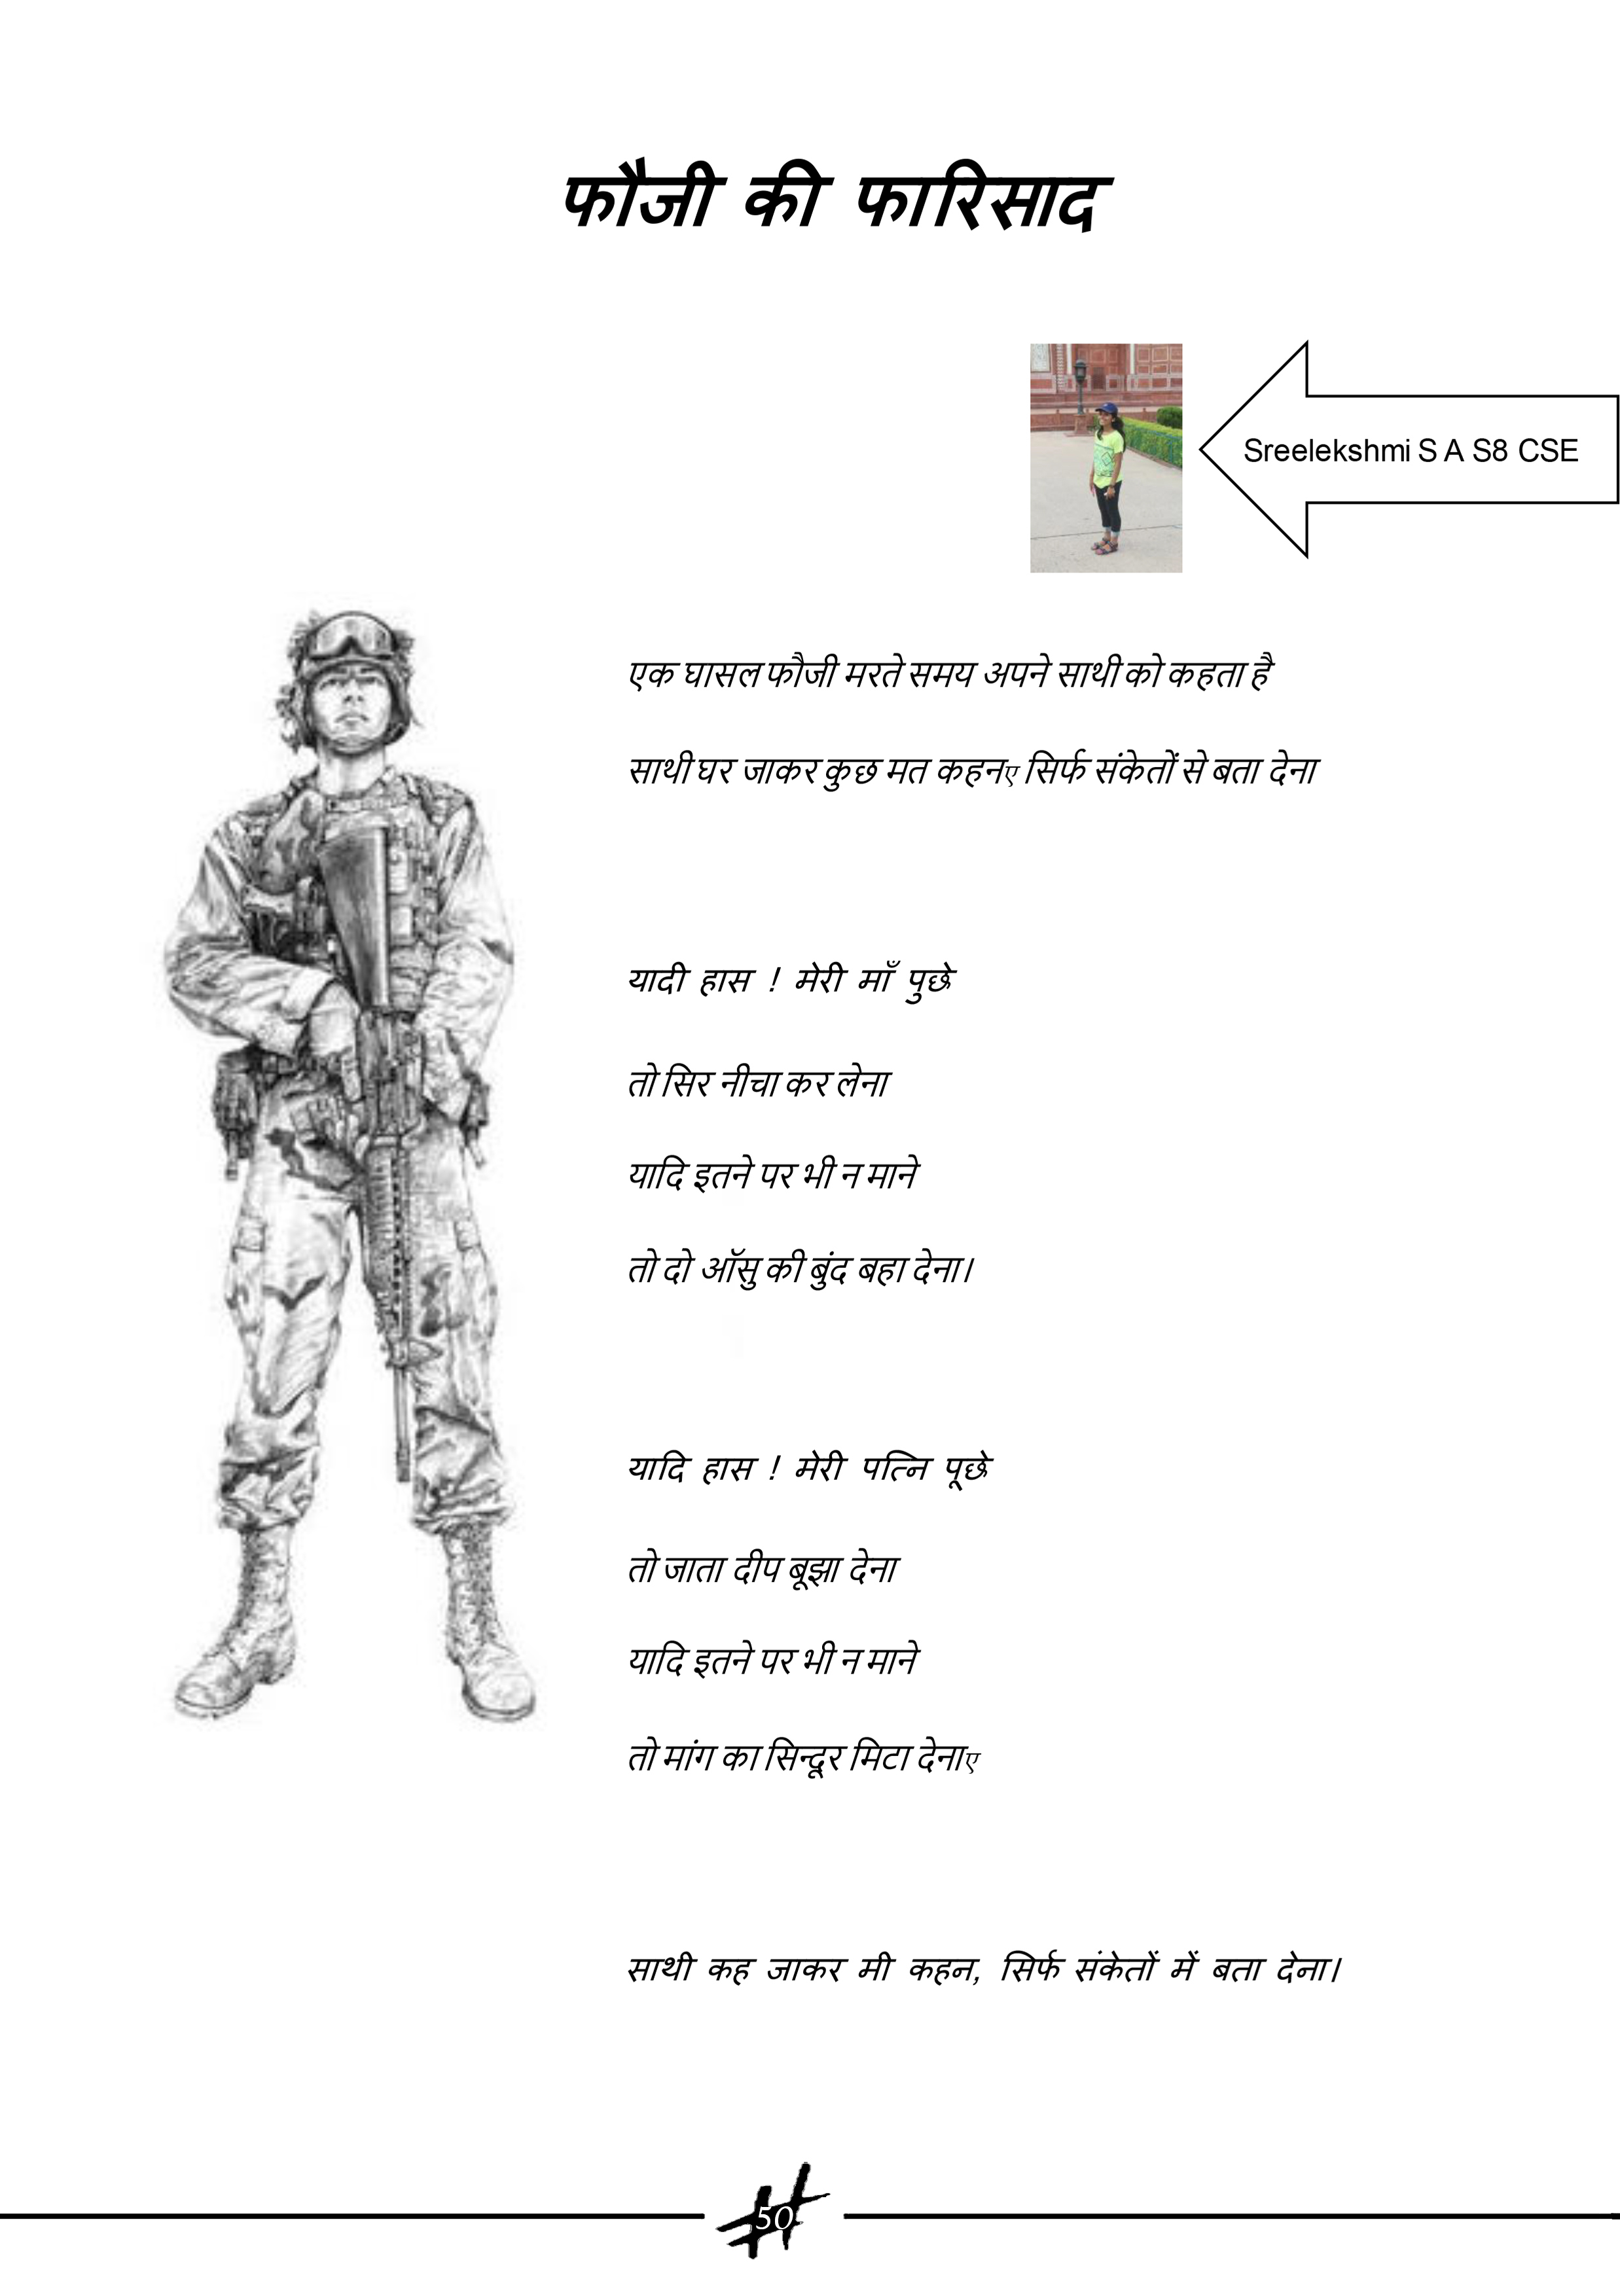 फौजी की फारिसाद
Sreelekshmi S A S8 CSE
एक घासल फौजी मरते समय अपने साथी को कहता है
साथी घर जाकर कुछ मत कहनए सिर्फ संकेतों से बता देना
यादी हास ! मेरी माँ पुछे
तो सिर नीचा कर लेना
यादि इतने पर भी न माने
तो दो ऑसु की बुंद बहा देना।
यादि हास ! मेरी पत्नि पूछे
तो जाता दीप बूझा देना
यादि इतने पर भी न माने
तो मांग का सिन्दूर मिटा देनाए
साथी कह जाकर मी कहन, सिर्फ संकेतों में बता देना।
50